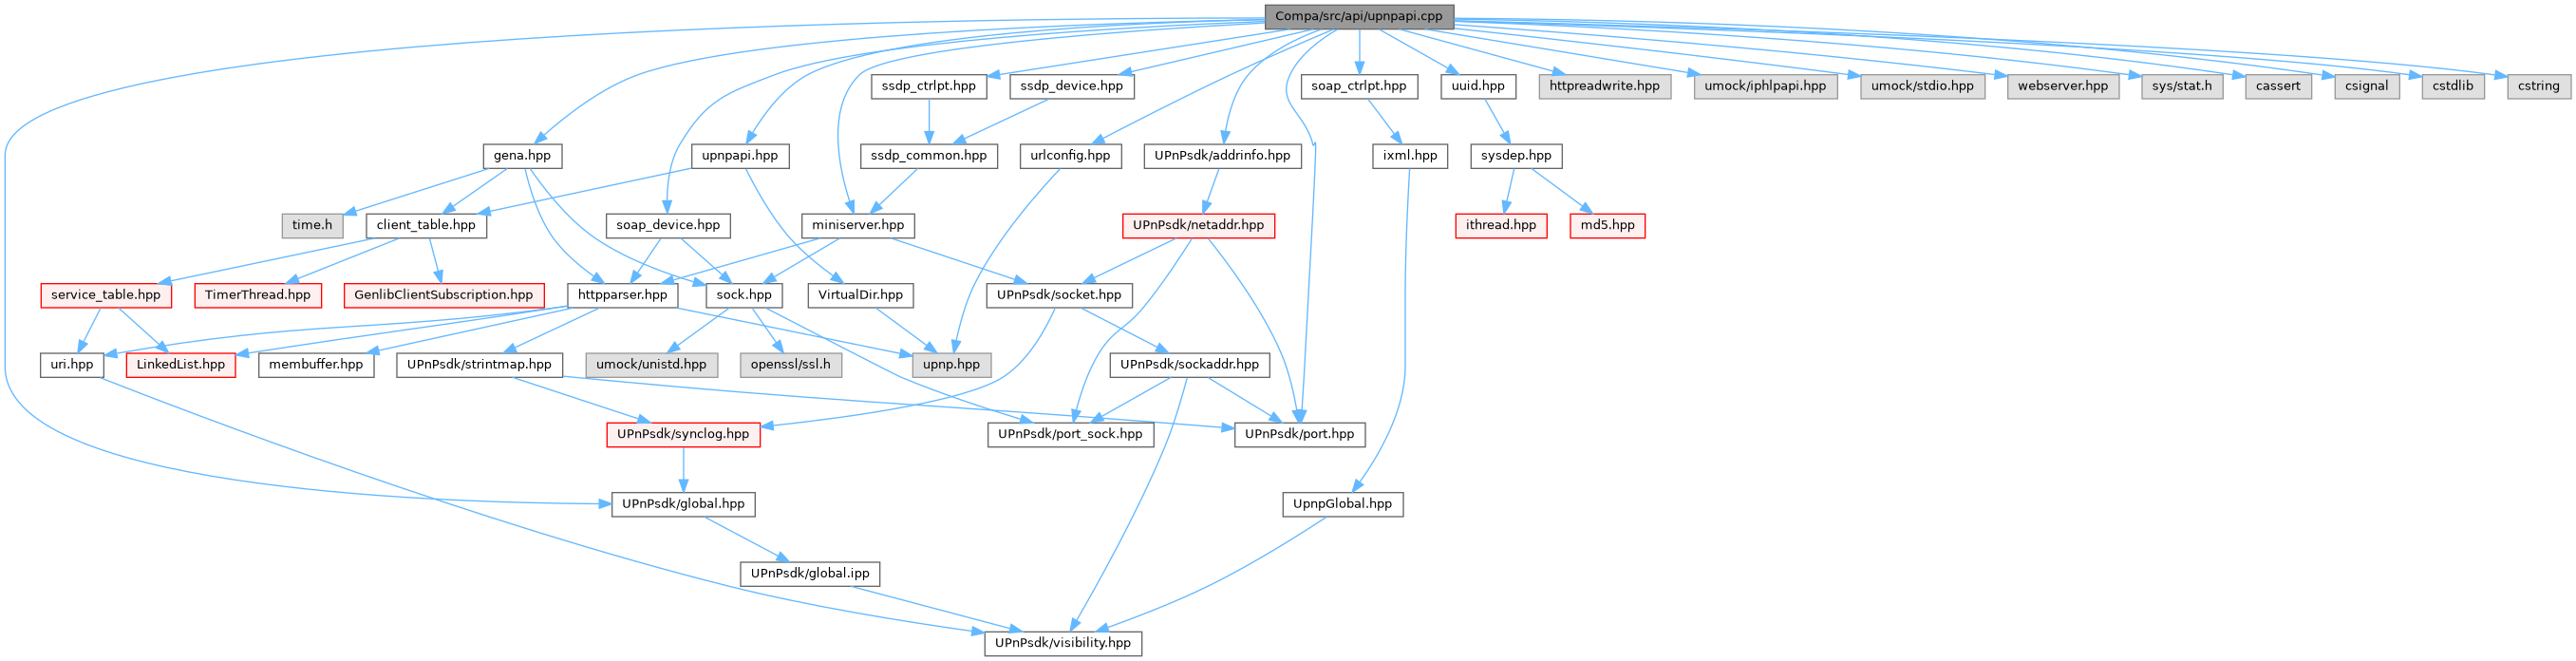 Compa/src/api/upnpapi.cpp
ssdp_ctrlpt.hpp
ssdp_device.hpp
soap_ctrlpt.hpp
uuid.hpp
httpreadwrite.hpp
umock/iphlpapi.hpp
umock/stdio.hpp
webserver.hpp
sys/stat.h
cassert
csignal
cstdlib
cstring
gena.hpp
upnpapi.hpp
ssdp_common.hpp
urlconfig.hpp
UPnPsdk/addrinfo.hpp
ixml.hpp
sysdep.hpp
time.h
client_table.hpp
soap_device.hpp
miniserver.hpp
UPnPsdk/netaddr.hpp
ithread.hpp
md5.hpp
service_table.hpp
TimerThread.hpp
GenlibClientSubscription.hpp
httpparser.hpp
sock.hpp
VirtualDir.hpp
UPnPsdk/socket.hpp
uri.hpp
LinkedList.hpp
membuffer.hpp
UPnPsdk/strintmap.hpp
umock/unistd.hpp
openssl/ssl.h
upnp.hpp
UPnPsdk/sockaddr.hpp
UPnPsdk/synclog.hpp
UPnPsdk/port_sock.hpp
UPnPsdk/port.hpp
UPnPsdk/global.hpp
UpnpGlobal.hpp
UPnPsdk/global.ipp
UPnPsdk/visibility.hpp